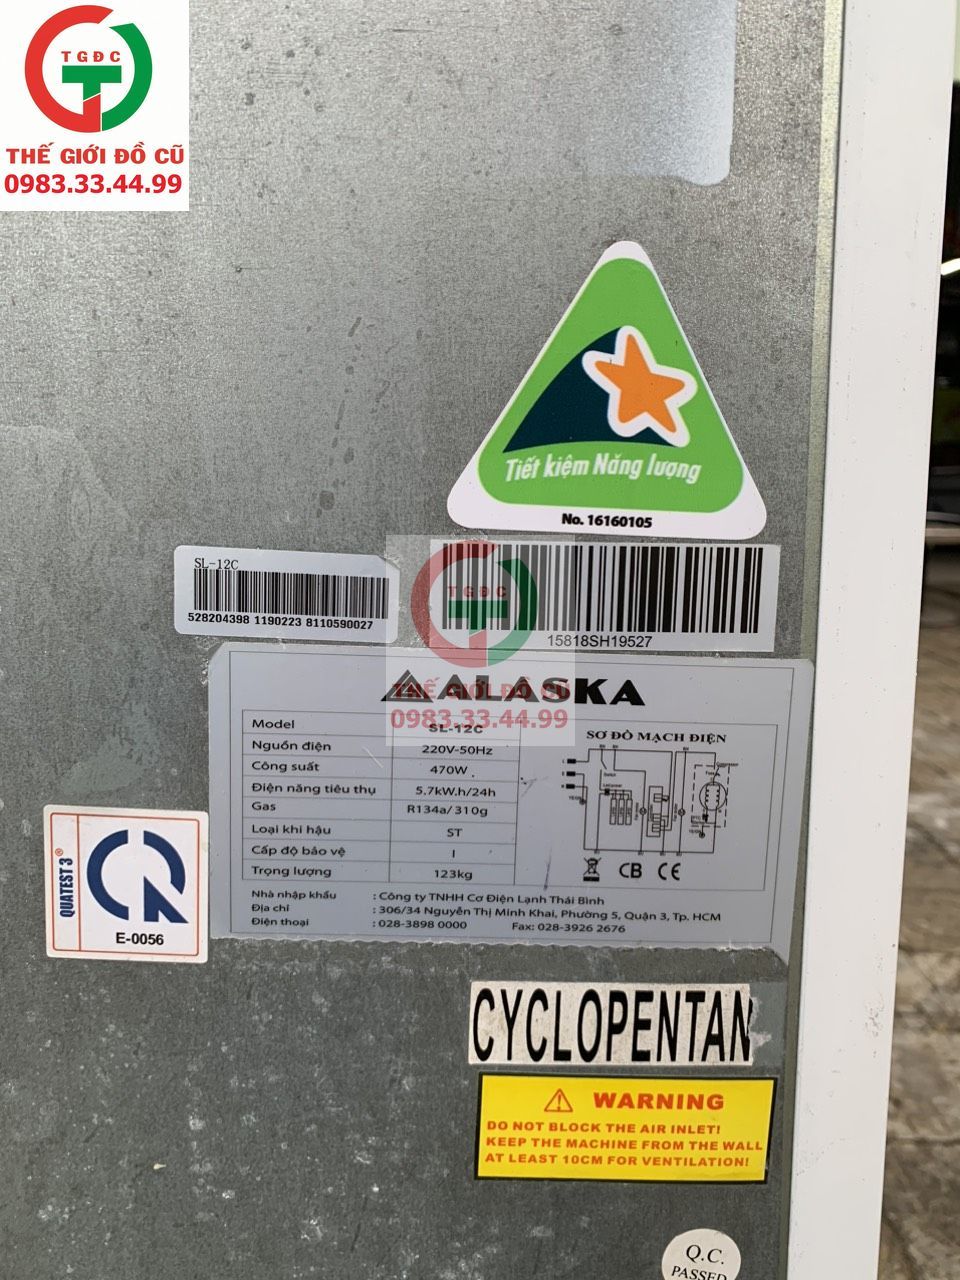 TGĐC
THẾ GIỚI ĐỒ CŨ
0983.33.44.99
Tiết kiệm Năng lượng
No. 16160105
SL-12C
528204398 1190223 8110590027
15818SH19527
TGĐC
THẾ GIỚI ĐỒ CŨ
0983.33.44.99
ALASKA
Model SL-12C
Nguồn điện 220V-50Hz
Công suất 470W
Điện năng tiêu thụ 5.7kW.h/24h
Gas R134a/310g
Loại khí hậu ST
Cấp độ bảo vệ I
Trọng lượng 123kg
SƠ ĐỒ MẠCH ĐIỆN
CB CE
Nhà nhập khẩu : Công ty TNHH Cơ Điện Lạnh Thái Bình
Địa chỉ : 306/34 Nguyễn Thị Minh Khai, Phường 5, Quận 3, Tp. HCM
Điện thoại : 028-3898 0000 Fax: 028-3926 2676
QUATEST 3®
E-0056
CYCLOPENTAN
WARNING
DO NOT BLOCK THE AIR INLET!
KEEP THE MACHINE FROM THE WALL
AT LEAST 10CM FOR VENTILATION!
Q.C.
PASSED